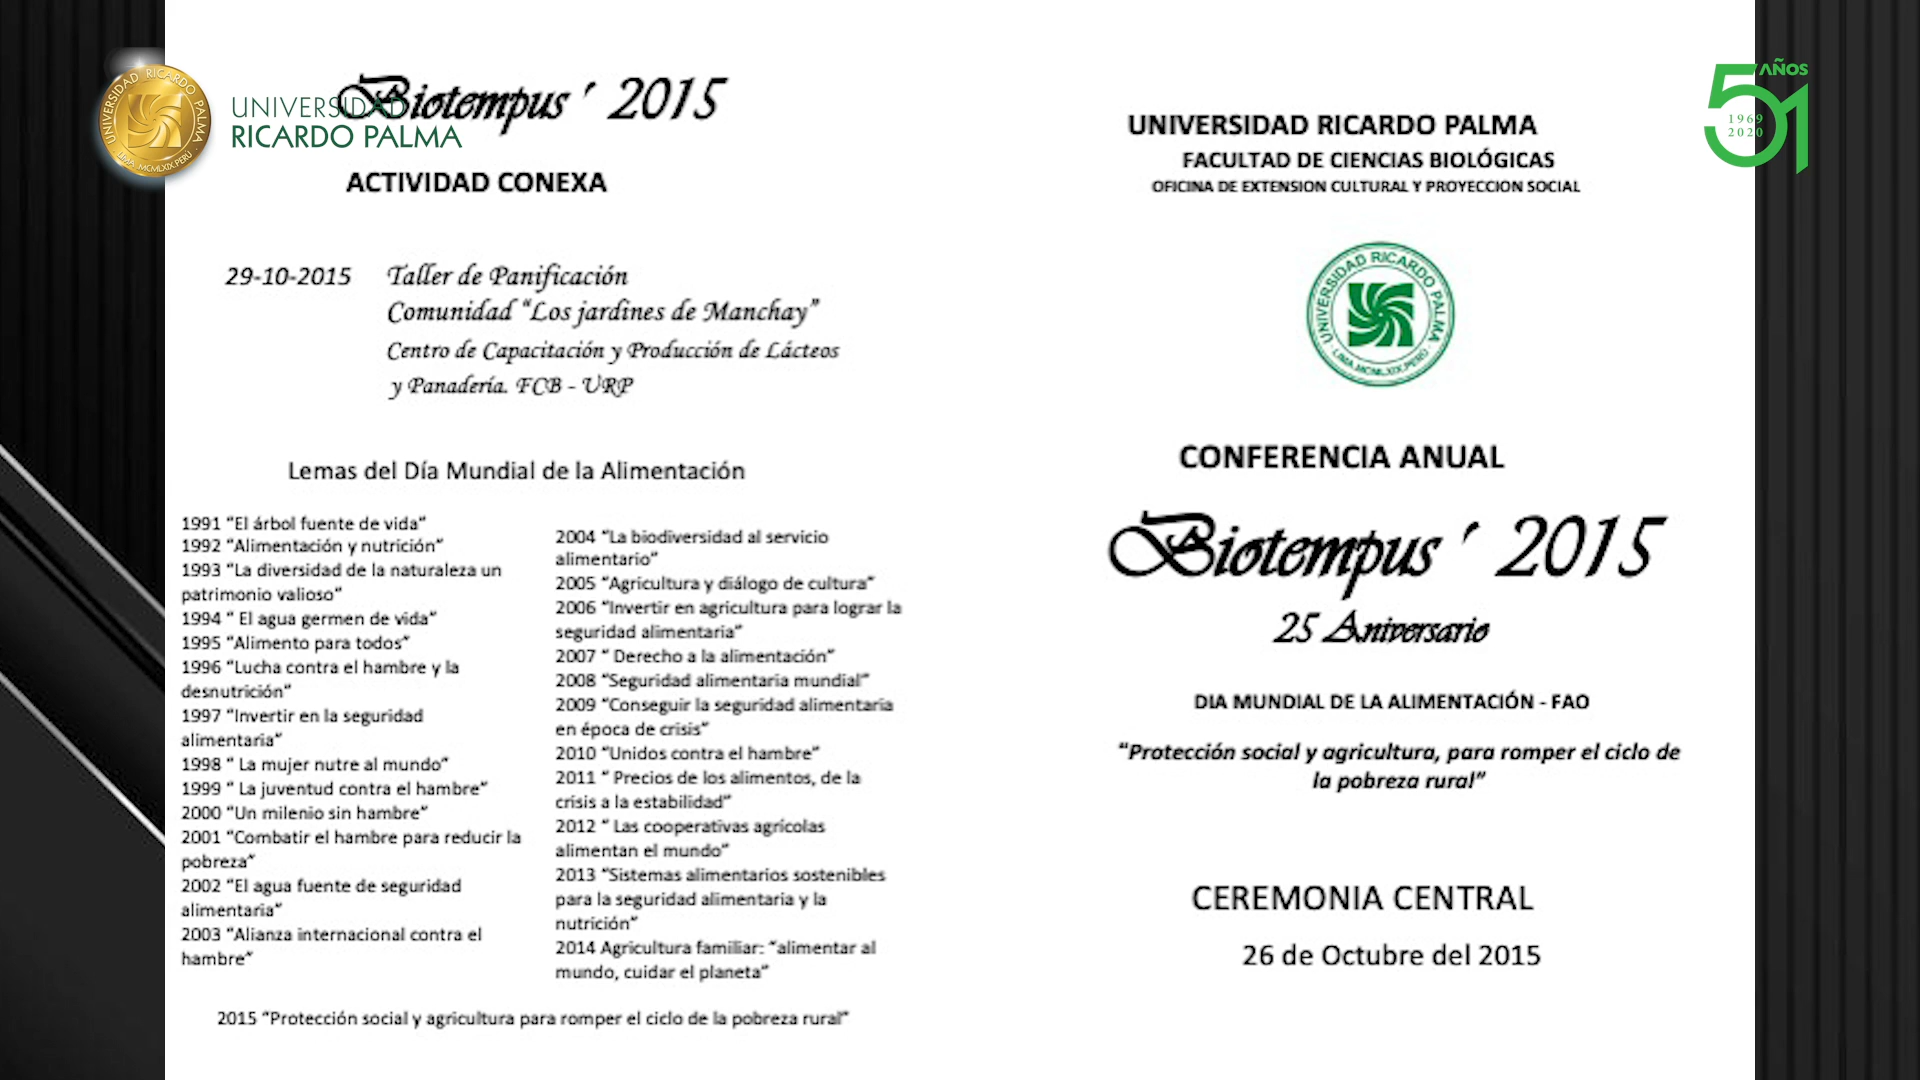 UNIVERSIDAD RICARDO PALMA
LIMA.MCMLXIX.PERÚ
UNIVERSIDAD
RICARDO PALMA
Biotempus ´ 2015
ACTIVIDAD CONEXA
29-10-2015 Taller de Panificación
Comunidad “Los jardines de Manchay”
Centro de Capacitación y Producción de Lácteos
y Panadería. FCB - URP
Lemas del Día Mundial de la Alimentación
1991 “El árbol fuente de vida”
1992 “Alimentación y nutrición”
1993 “La diversidad de la naturaleza un
patrimonio valioso”
1994 “ El agua germen de vida”
1995 “Alimento para todos”
1996 “Lucha contra el hambre y la
desnutrición”
1997 “Invertir en la seguridad
alimentaria”
1998 “ La mujer nutre al mundo”
1999 “ La juventud contra el hambre”
2000 “Un milenio sin hambre”
2001 “Combatir el hambre para reducir la
pobreza”
2002 “El agua fuente de seguridad
alimentaria”
2003 “Alianza internacional contra el
hambre”
2004 “La biodiversidad al servicio
alimentario”
2005 “Agricultura y diálogo de cultura”
2006 “Invertir en agricultura para lograr la
seguridad alimentaria”
2007 “ Derecho a la alimentación”
2008 “Seguridad alimentaria mundial”
2009 “Conseguir la seguridad alimentaria
en época de crisis”
2010 “Unidos contra el hambre”
2011 “ Precios de los alimentos, de la
crisis a la estabilidad”
2012 “ Las cooperativas agrícolas
alimentan el mundo”
2013 “Sistemas alimentarios sostenibles
para la seguridad alimentaria y la
nutrición”
2014 Agricultura familiar: “alimentar al
mundo, cuidar el planeta”
2015 “Protección social y agricultura para romper el ciclo de la pobreza rural”
UNIVERSIDAD RICARDO PALMA
FACULTAD DE CIENCIAS BIOLÓGICAS
OFICINA DE EXTENSION CULTURAL Y PROYECCION SOCIAL
UNIVERSIDAD RICARDO PALMA
LIMA.MCMLXIX.PERÚ
CONFERENCIA ANUAL
Biotempus ´ 2015
25 Aniversario
DIA MUNDIAL DE LA ALIMENTACIÓN - FAO
“Protección social y agricultura, para romper el ciclo de
la pobreza rural”
CEREMONIA CENTRAL
26 de Octubre del 2015
51 AÑOS
1969
2020